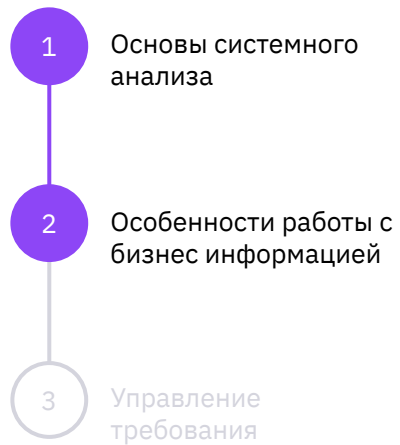 1
Основы системного
анализа
2
Особенности работы с
бизнес информацией
3
Управление
требования